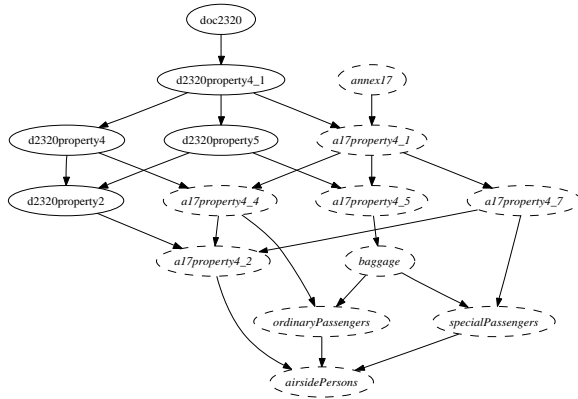 doc2320
d2320property4_1
annex17
d2320property4
d2320property5
a17property4_1
d2320property2
a17property4_4
a17property4_5
a17property4_7
a17property4_2
baggage
ordinaryPassengers
specialPassengers
airsidePersons